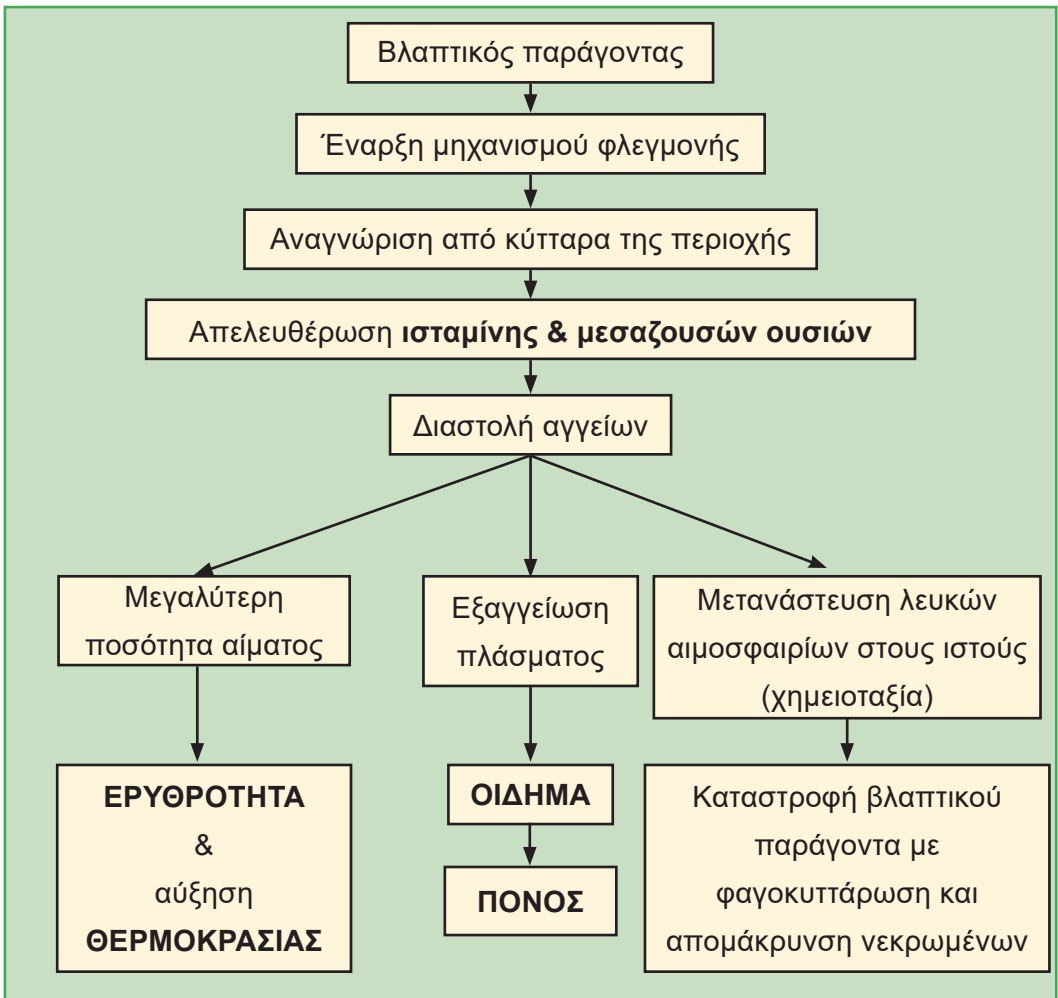 Βλαπτικός παράγοντας
Έναρξη μηχανισμού φλεγμονής
Αναγνώριση από κύτταρα της περιοχής
Απελευθέρωση ισταμίνης & μεσαζουσών ουσιών
Διαστολή αγγείων
Μεγαλύτερη
ποσότητα αίματος
Εξαγγείωση
πλάσματος
Μετανάστευση λευκών
αιμοσφαιρίων στους ιστούς
(χημειοταξία)
ΕΡΥΘΡΟΤΗΤΑ
&
αύξηση
ΘΕΡΜΟΚΡΑΣΙΑΣ
ΟΙΔΗΜΑ
ΠΟΝΟΣ
Καταστροφή βλαπτικού
παράγοντα με
φαγοκυττάρωση και
απομάκρυνση νεκρωμένων